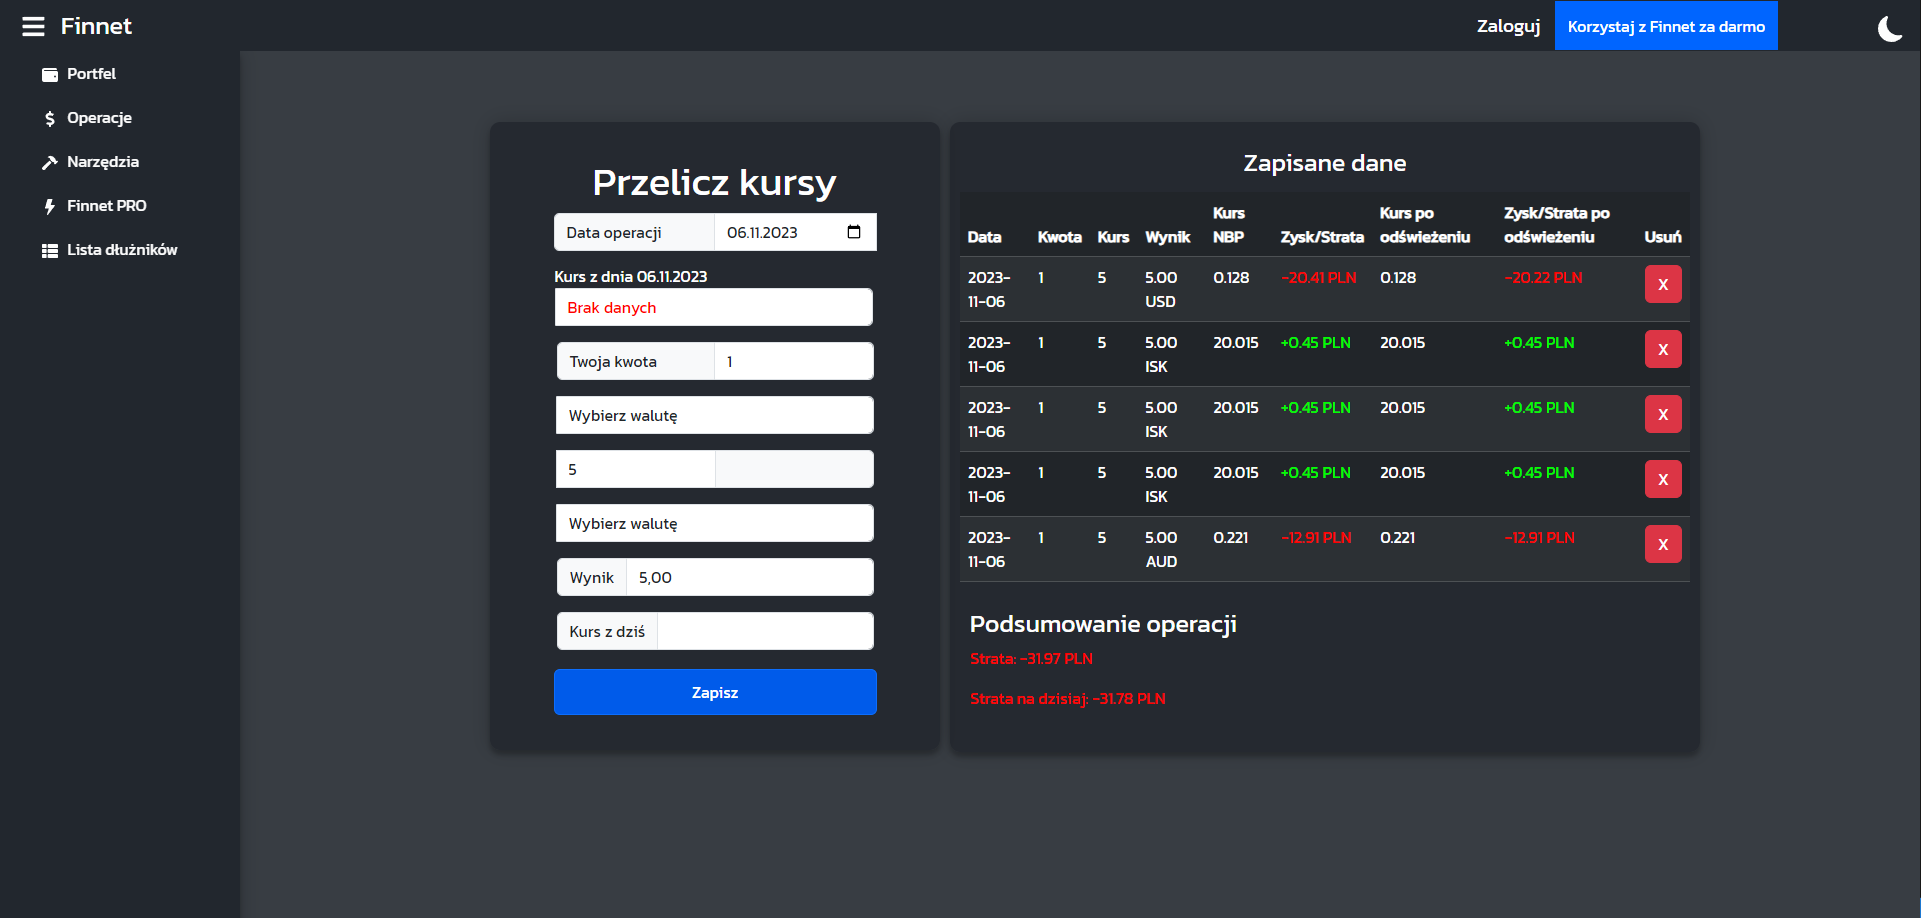 Finnet
Zaloguj
Korzystaj z Finnet za darmo
Portfel
Operacje
Narzędzia
Finnet PRO
Lista dłużników
Przelicz kursy
Data operacji 06.11.2023
Kurs z dnia 06.11.2023
Brak danych
Twoja kwota 1
Wybierz walutę
5
Wybierz walutę
Wynik 5,00
Kurs z dziś
Zapisz
Zapisane dane
Data Kwota Kurs Wynik Kurs NBP Zysk/Strata Kurs po odświeżeniu Zysk/Strata po odświeżeniu Usuń
2023-11-06 1 5 5.00 USD 0.128 -20.41 PLN 0.128 -20.22 PLN X
2023-11-06 1 5 5.00 ISK 20.015 +0.45 PLN 20.015 +0.45 PLN X
2023-11-06 1 5 5.00 ISK 20.015 +0.45 PLN 20.015 +0.45 PLN X
2023-11-06 1 5 5.00 ISK 20.015 +0.45 PLN 20.015 +0.45 PLN X
2023-11-06 1 5 5.00 AUD 0.221 -12.91 PLN 0.221 -12.91 PLN X
Podsumowanie operacji
Strata: -31.97 PLN
Strata na dzisiaj: -31.78 PLN